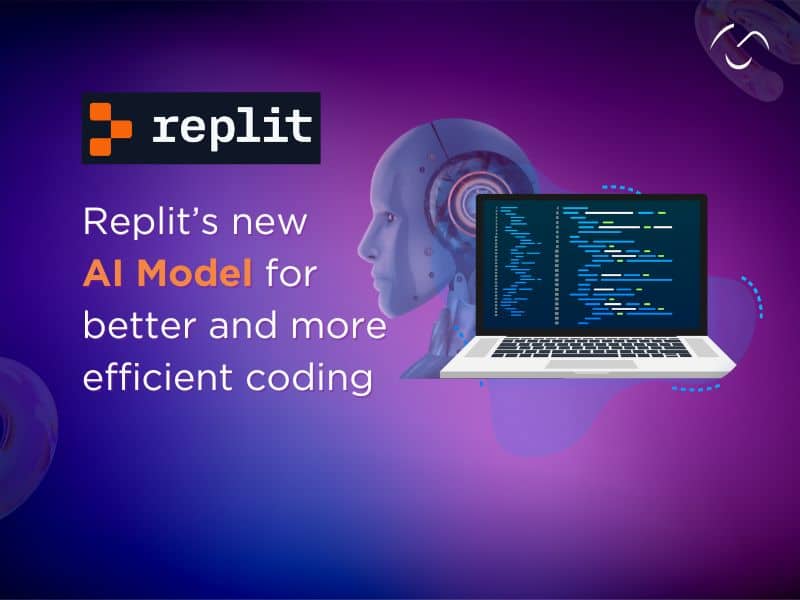 replit
Replit’s new
AI Model for
better and more
efficient coding